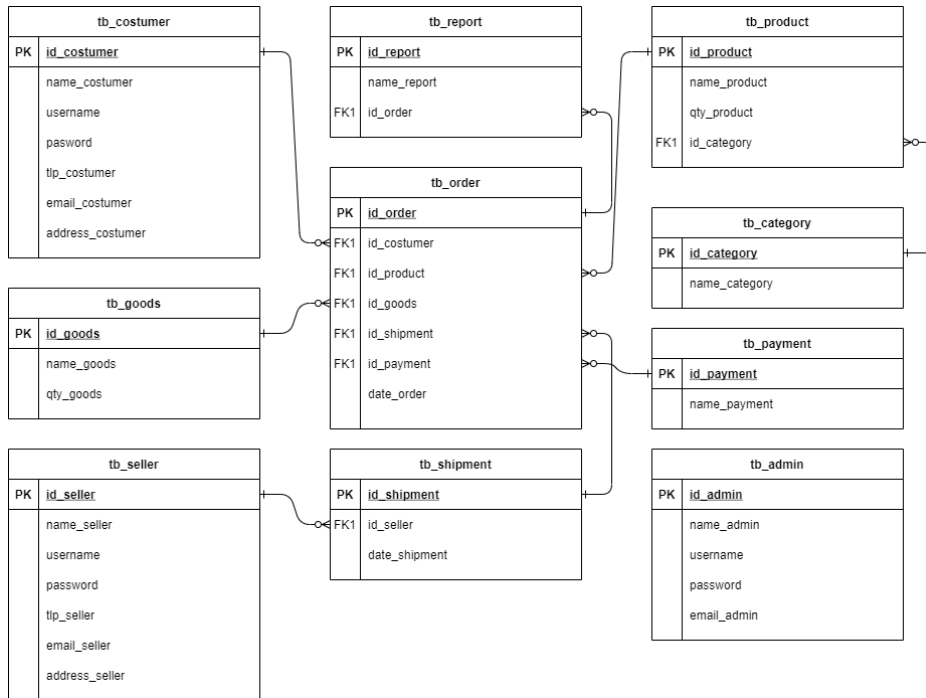 tb_costumer
PK id_costumer
name_costumer
username
pasword
tlp_costumer
email_costumer
address_costumer
tb_goods
PK id_goods
name_goods
qty_goods
tb_seller
PK id_seller
name_seller
username
password
tlp_seller
email_seller
address_seller
tb_report
PK id_report
name_report
FK1 id_order
tb_order
PK id_order
FK1 id_costumer
FK1 id_product
FK1 id_goods
FK1 id_shipment
FK1 id_payment
date_order
tb_shipment
PK id_shipment
FK1 id_seller
date_shipment
tb_product
PK id_product
name_product
qty_product
FK1 id_category
tb_category
PK id_category
name_category
tb_payment
PK id_payment
name_payment
tb_admin
PK id_admin
name_admin
username
password
email_admin